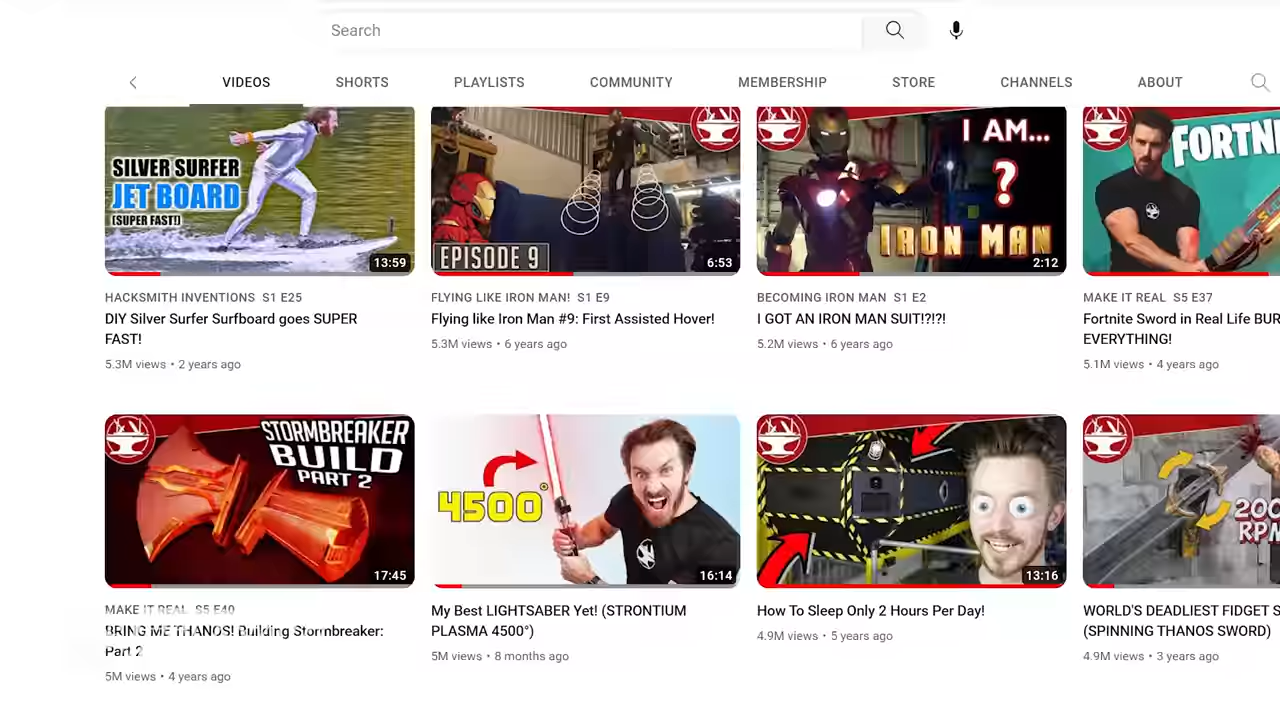 Search
VIDEOS
SHORTS
PLAYLISTS
COMMUNITY
MEMBERSHIP
STORE
CHANNELS
ABOUT
SILVER SURFER
JET BOARD
(SUPER FAST!)
13:59
HACKSMITH INVENTIONS S1 E25
DIY Silver Surfer Surfboard goes SUPER
FAST!
5.3M views • 2 years ago
EPISODE 9
6:53
FLYING LIKE IRON MAN! S1 E9
Flying like Iron Man #9: First Assisted Hover!
5.3M views • 6 years ago
I AM...
?
IRON MAN
2:12
BECOMING IRON MAN S1 E2
I GOT AN IRON MAN SUIT!?!?!
5.2M views • 6 years ago
FORTNI
MAKE IT REAL S5 E37
Fortnite Sword in Real Life BUR
EVERYTHING!
5.1M views • 4 years ago
STORMBREAKER
BUILD
PART 2
17:45
MAKE IT REAL S5 E40
BRING ME THANOS! Building Stormbreaker:
Part 2
5M views • 4 years ago
4500°
16:14
My Best LIGHTSABER Yet! (STRONTIUM
PLASMA 4500°)
5M views • 8 months ago
13:16
How To Sleep Only 2 Hours Per Day!
4.9M views • 5 years ago
200
RPM
WORLD'S DEADLIEST FIDGET S
(SPINNING THANOS SWORD)
4.9M views • 3 years ago